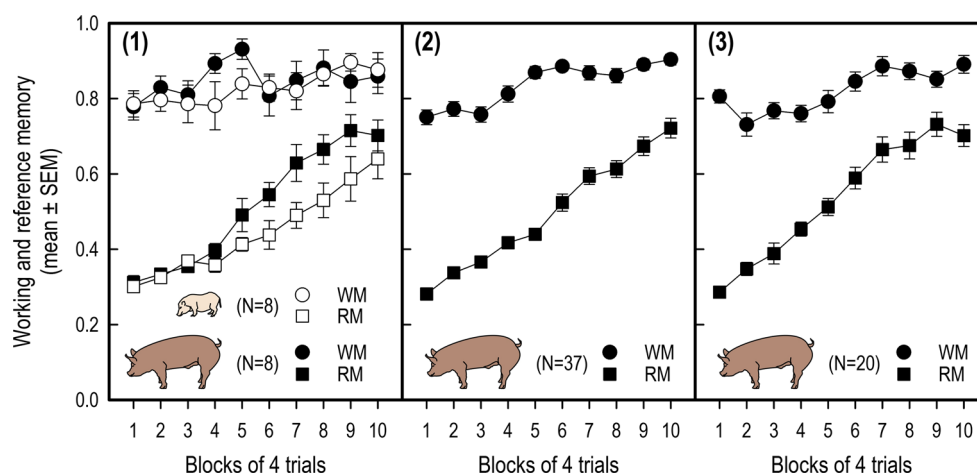 Working and reference memory
(mean ± SEM)
1.0
0.8
0.6
0.4
0.2
0.0
(1)
(N=8)
WM
RM
(N=8)
WM
RM
1 2 3 4 5 6 7 8 9 10
Blocks of 4 trials
(2)
(N=37)
WM
RM
1 2 3 4 5 6 7 8 9 10
Blocks of 4 trials
(3)
(N=20)
WM
RM
1 2 3 4 5 6 7 8 9 10
Blocks of 4 trials